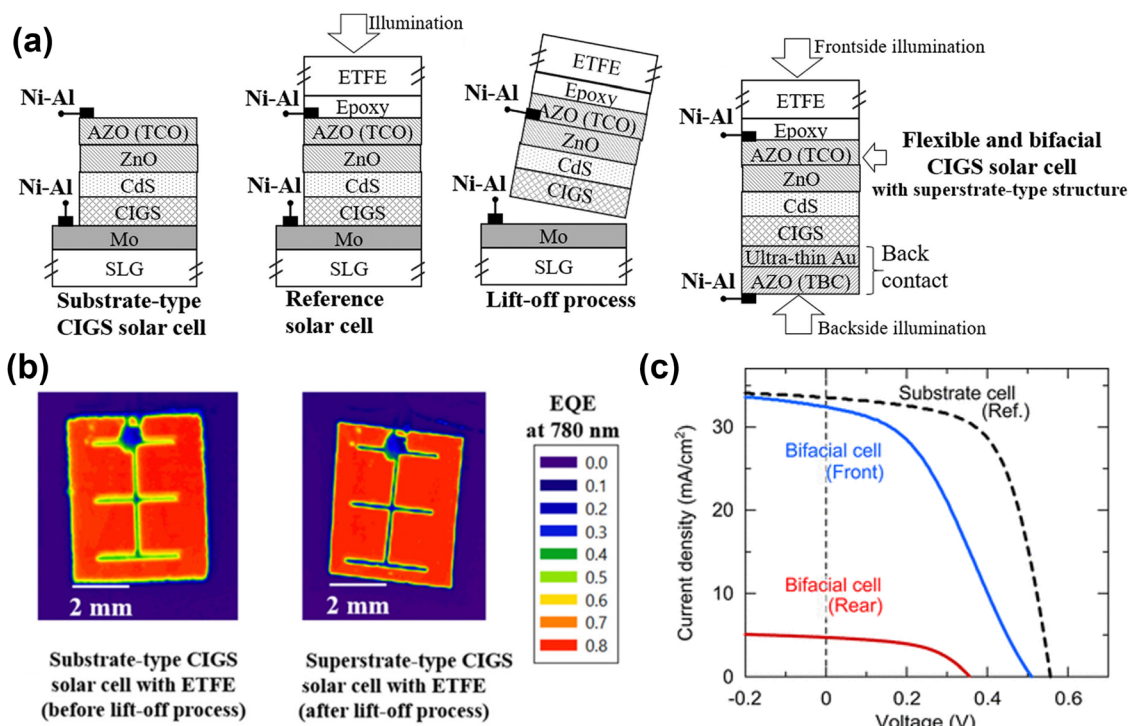 (a)
Illumination
Ni-Al
AZO (TCO)
ZnO
CdS
Ni-Al
CIGS
Mo
SLG
Substrate-type
CIGS solar cell
ETFE
Ni-Al
Epoxy
AZO (TCO)
ZnO
CdS
Ni-Al
CIGS
Mo
SLG
Reference
solar cell
ETFE
Epoxy
Ni-Al
AZO (TCO)
ZnO
CdS
CIGS
Ni-Al
Mo
SLG
Lift-off process
Frontside illumination
ETFE
Ni-Al
Epoxy
AZO (TCO)
ZnO
CdS
CIGS
Ultra-thin Au
AZO (TBC)
Ni-Al
Back
contact
Backside illumination
Flexible and bifacial
CIGS solar cell
with superstrate-type structure
(b)
2 mm
Substrate-type CIGS
solar cell with ETFE
(before lift-off process)
2 mm
Superstrate-type CIGS
solar cell with ETFE
(after lift-off process)
EQE
at 780 nm
0.0
0.1
0.2
0.3
0.4
0.5
0.6
0.7
0.8
(c)
Current density (mA/cm²)
30
20
10
0
Substrate cell
(Ref.)
Bifacial cell
(Front)
Bifacial cell
(Rear)
-0.2 0 0.2 0.4 0.6
Voltage (V)